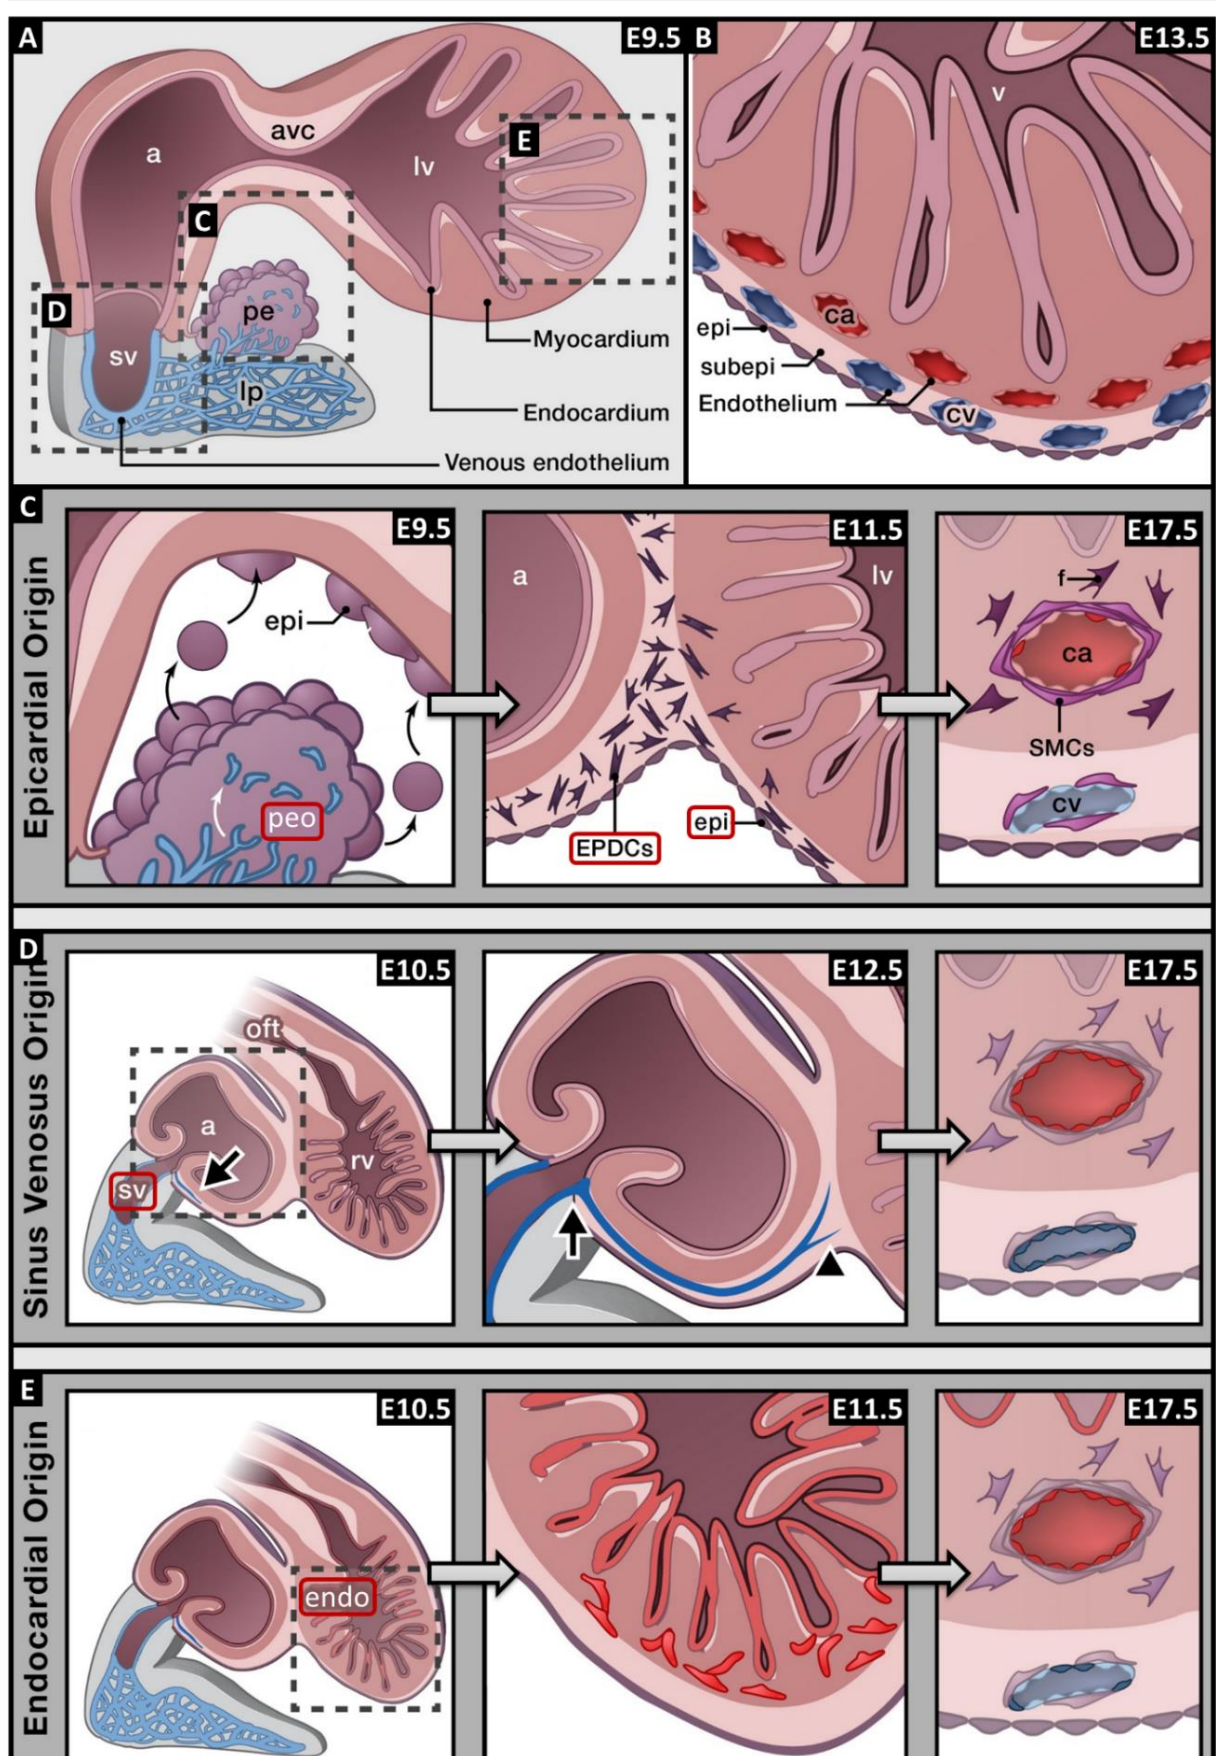 A
E9.5
avc
a
lv
E
C
D
pe
sv
lp
Myocardium
Endocardium
Venous endothelium
B
E13.5
v
epi
ca
subepi
Endothelium
cv
C
Epicardial Origin
E9.5
epi
peo
E11.5
a
lv
epi
EPDCs
E17.5
f
ca
SMCs
cv
D
Sinus Venosus Origin
E10.5
oft
a
rv
sv
E12.5
E17.5
E
Endocardial Origin
E10.5
endo
E11.5
E17.5